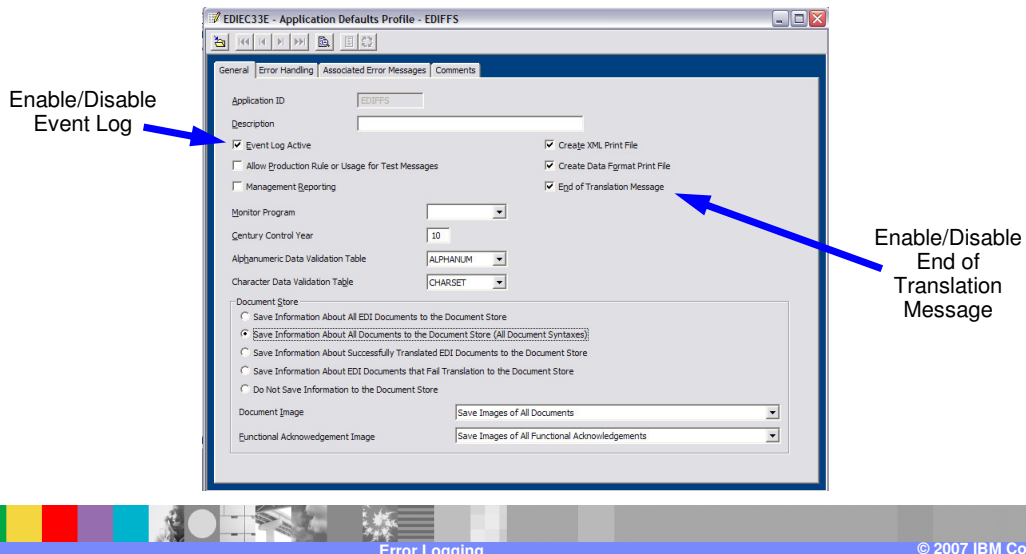 EDIEC33E - Application Defaults Profile - EDIFFS
General Error Handling Associated Error Messages Comments
Enable/Disable
Event Log
Application ID EDIFFS
Description
Event Log Active
Create XML Print File
Allow Production Rule or Usage for Test Messages
Create Data Format Print File
Management Reporting
End of Translation Message
Monitor Program
Century Control Year 10
Alphanumeric Data Validation Table ALPHANUM
Character Data Validation Table CHARSET
Enable/Disable
End of
Translation
Message
Document Store
Save Information About All EDI Documents to the Document Store
Save Information About All Documents to the Document Store (All Document Syntaxes)
Save Information About Successfully Translated EDI Documents to the Document Store
Save Information About EDI Documents that Fail Translation to the Document Store
Do Not Save Information to the Document Store
Document Image Save Images of All Documents
Functional Acknowedgement Image Save Images of All Functional Acknowledgements
Error Logging
© 2007 IBM Co